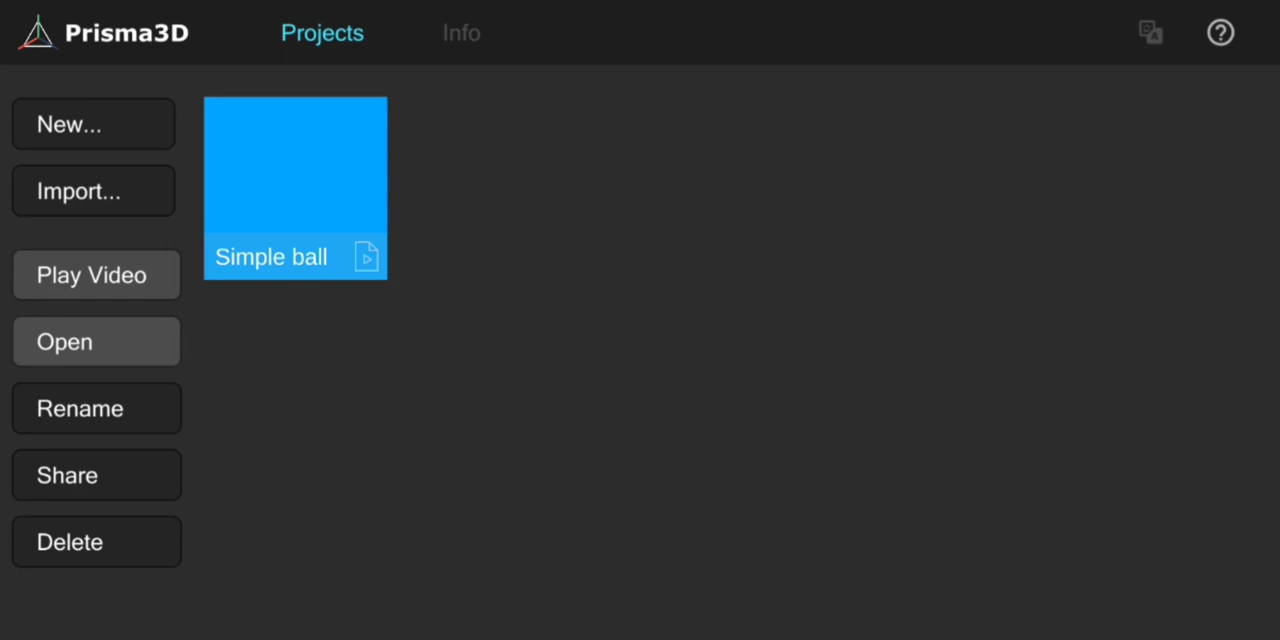 Prisma3D
Projects
Info
New...
Import...
Play Video
Open
Rename
Share
Delete
Simple ball